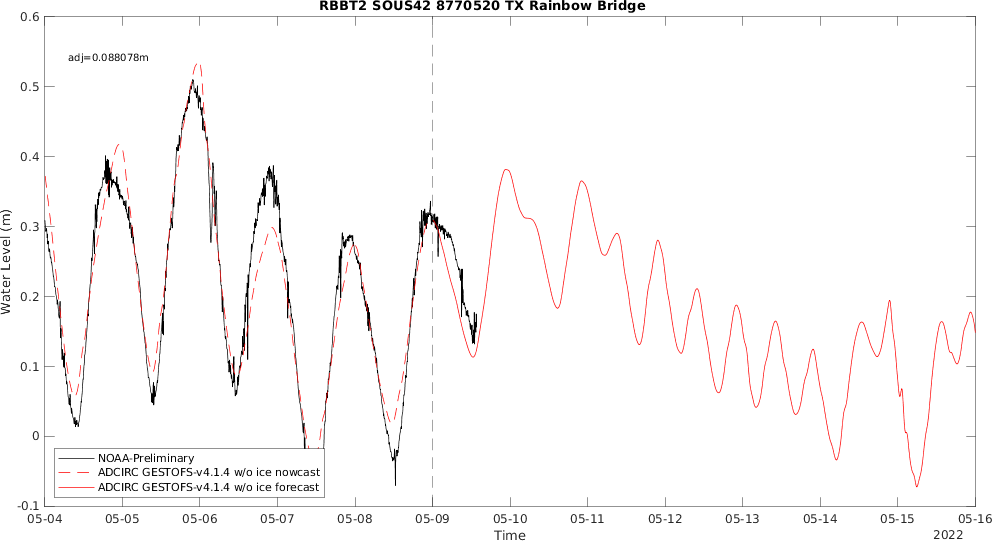 RBBT2 SOUS42 8770520 TX Rainbow Bridge
adj=0.088078m
0.6
0.5
0.4
0.3
0.2
0.1
0
-0.1
Water Level (m)
NOAA-Preliminary
ADCIRC GESTOFS-v4.1.4 w/o ice nowcast
ADCIRC GESTOFS-v4.1.4 w/o ice forecast
05-04 05-05 05-06 05-07 05-08 05-09 05-10 05-11 05-12 05-13 05-14 05-15 05-16
Time
2022